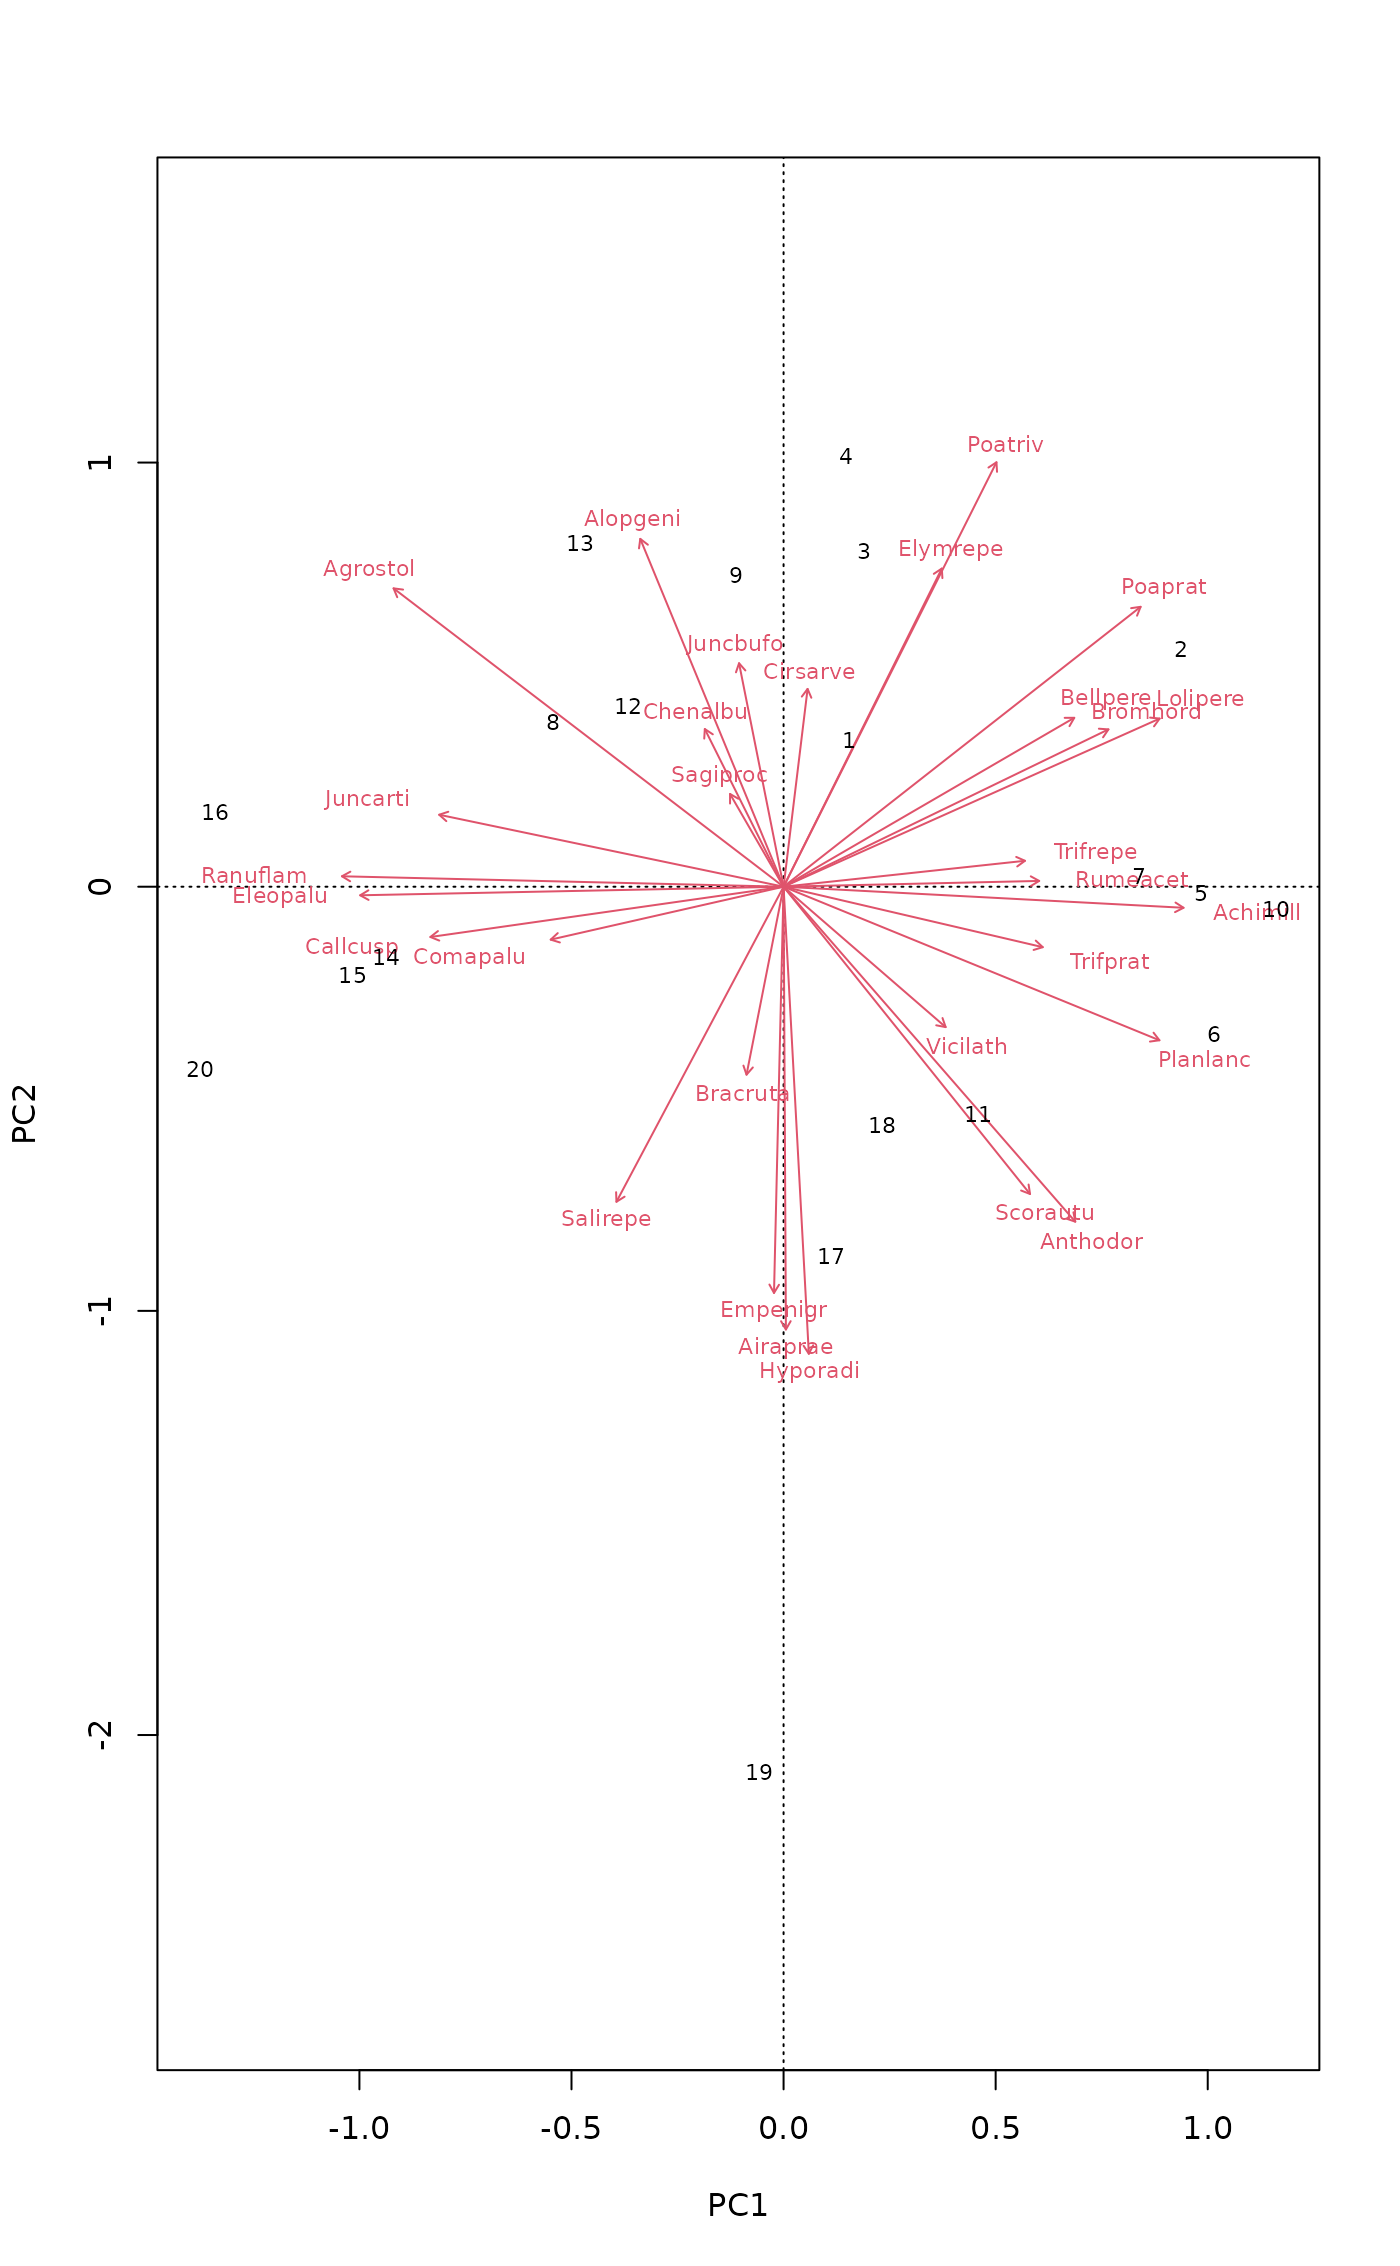 Poatriv
4
Alopgeni
13
3
Elymrepe
Agrostol
9
Poaprat
Juncbufo
2
Cirsarve
Bellpere
Lolipere
12
Chenalbu
Bromhord
8
1
Sagiproc
Juncarti
16
Trifrepe
Ranuflam
7
Rumeacet
Eleopalu
5
10
Achimill
Callcusp
14
Comapalu
Trifprat
15
6
Vicilath
Planlanc
20
Bracruta
11
18
Salirepe
Scorautu
Anthodor
17
Empenigr
Airaprae
Hyporadi
19
1
0
-1
-2
PC2
-1.0 -0.5 0.0 0.5 1.0
PC1